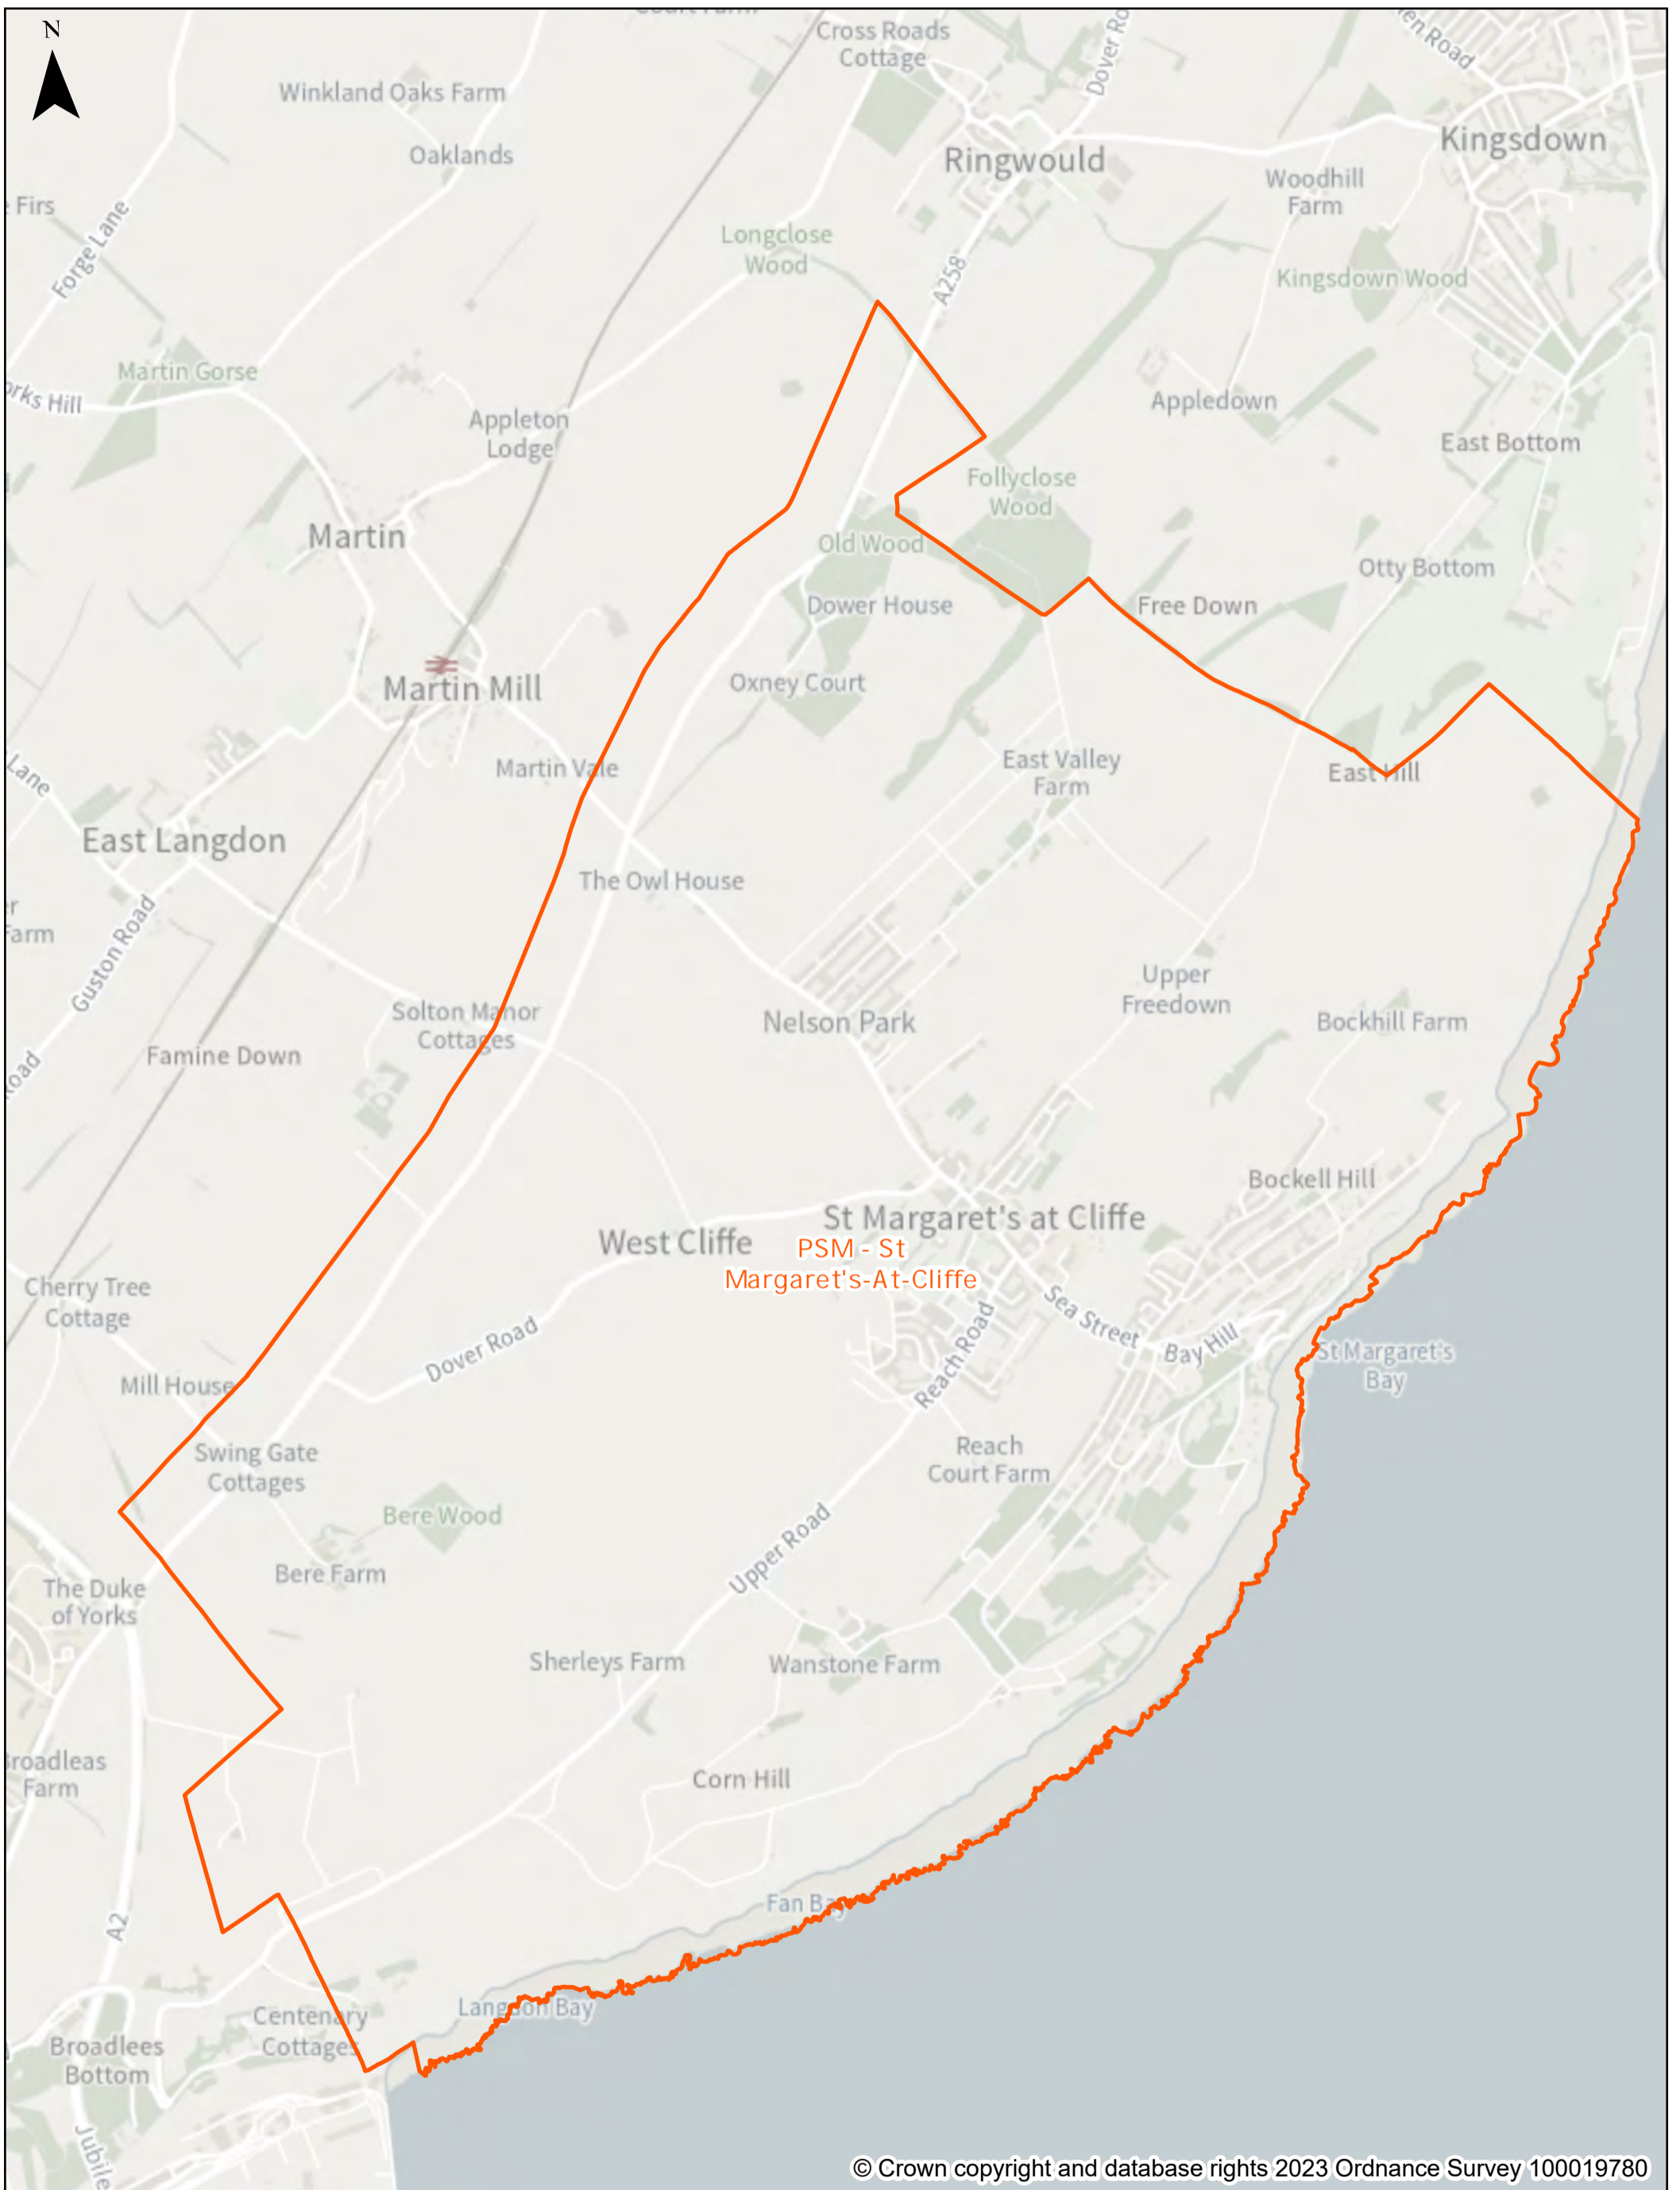 N
Cross Roads
Cottage
Dover Ro
Winkland Oaks Farm
Oaklands
Ringwould
Kingsdown
Woodhill
Farm
Firs
Forge Lane
Longclose
Wood
A258
Kingsdown Wood
Martin Gorse
orks Hill
Appleton
Lodge
Appledown
East Bottom
Follyclose
Wood
Martin
Old Wood
Otty Bottom
Dower House
Free Down
Martin Mill
Oxney Court
Lane
Martin Vale
East Valley
Farm
East Hill
East Langdon
The Owl House
Farm
Guston Road
Upper
Freedown
Solton Manor
Cottages
Nelson Park
Bockhill Farm
Famine Down
Road
Bockell Hill
St Margaret's at Cliffe
West Cliffe
PSM - St
Margaret's-At-Cliffe
Cherry Tree
Cottage
Sea Street
Dover Road
Reach Road
Bay Hill
St Margaret's
Bay
Mill House
Swing Gate
Cottages
Reach
Court Farm
Bere Wood
Upper Road
Bere Farm
The Duke
of Yorks
Sherleys Farm
Wanstone Farm
Broadleas
Farm
Corn Hill
A2
Fan Bay
Langdon Bay
Centenary
Cottages
Broadlees
Bottom
Jubile
© Crown copyright and database rights 2023 Ordnance Survey 100019780